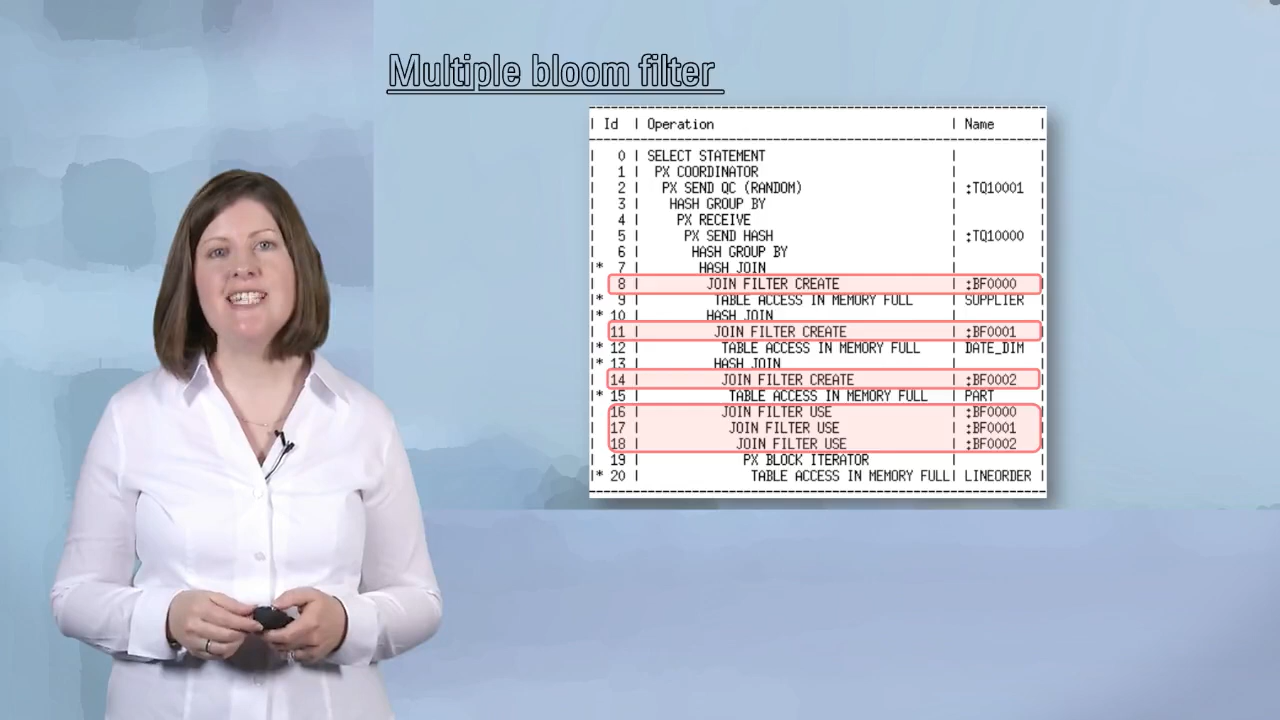 Multiple bloom filter
| Id | Operation | Name |
| 0 | SELECT STATEMENT | |
| 1 | PX COORDINATOR | |
| 2 | PX SEND QC (RANDOM) | :TQ10001 |
| 3 | HASH GROUP BY | |
| 4 | PX RECEIVE | |
| 5 | PX SEND HASH | :TQ10000 |
| 6 | HASH GROUP BY | |
|* 7 | HASH JOIN | |
| 8 | JOIN FILTER CREATE | :BF0000 |
|* 9 | TABLE ACCESS IN MEMORY FULL | SUPPLIER |
|* 10 | HASH JOIN | |
| 11 | JOIN FILTER CREATE | :BF0001 |
|* 12 | TABLE ACCESS IN MEMORY FULL | DATE_DIM |
|* 13 | HASH JOIN | |
| 14 | JOIN FILTER CREATE | :BF0002 |
|* 15 | TABLE ACCESS IN MEMORY FULL | PART |
| 16 | JOIN FILTER USE | :BF0000 |
| 17 | JOIN FILTER USE | :BF0001 |
| 18 | JOIN FILTER USE | :BF0002 |
| 19 | PX BLOCK ITERATOR | |
|* 20 | TABLE ACCESS IN MEMORY FULL| LINEORDER |